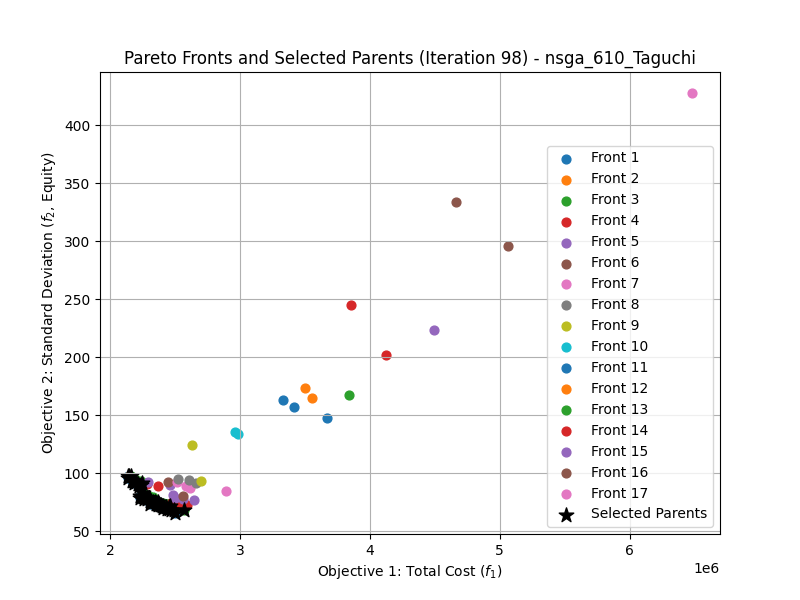 Pareto Fronts and Selected Parents (Iteration 98) - nsga_610_Taguchi
Objective 2: Standard Deviation (f₂, Equity)
400
350
300
250
200
150
100
50
Front 1
Front 2
Front 3
Front 4
Front 5
Front 6
Front 7
Front 8
Front 9
Front 10
Front 11
Front 12
Front 13
Front 14
Front 15
Front 16
Front 17
Selected Parents
2 3 4 5 6
1e6
Objective 1: Total Cost (f₁)